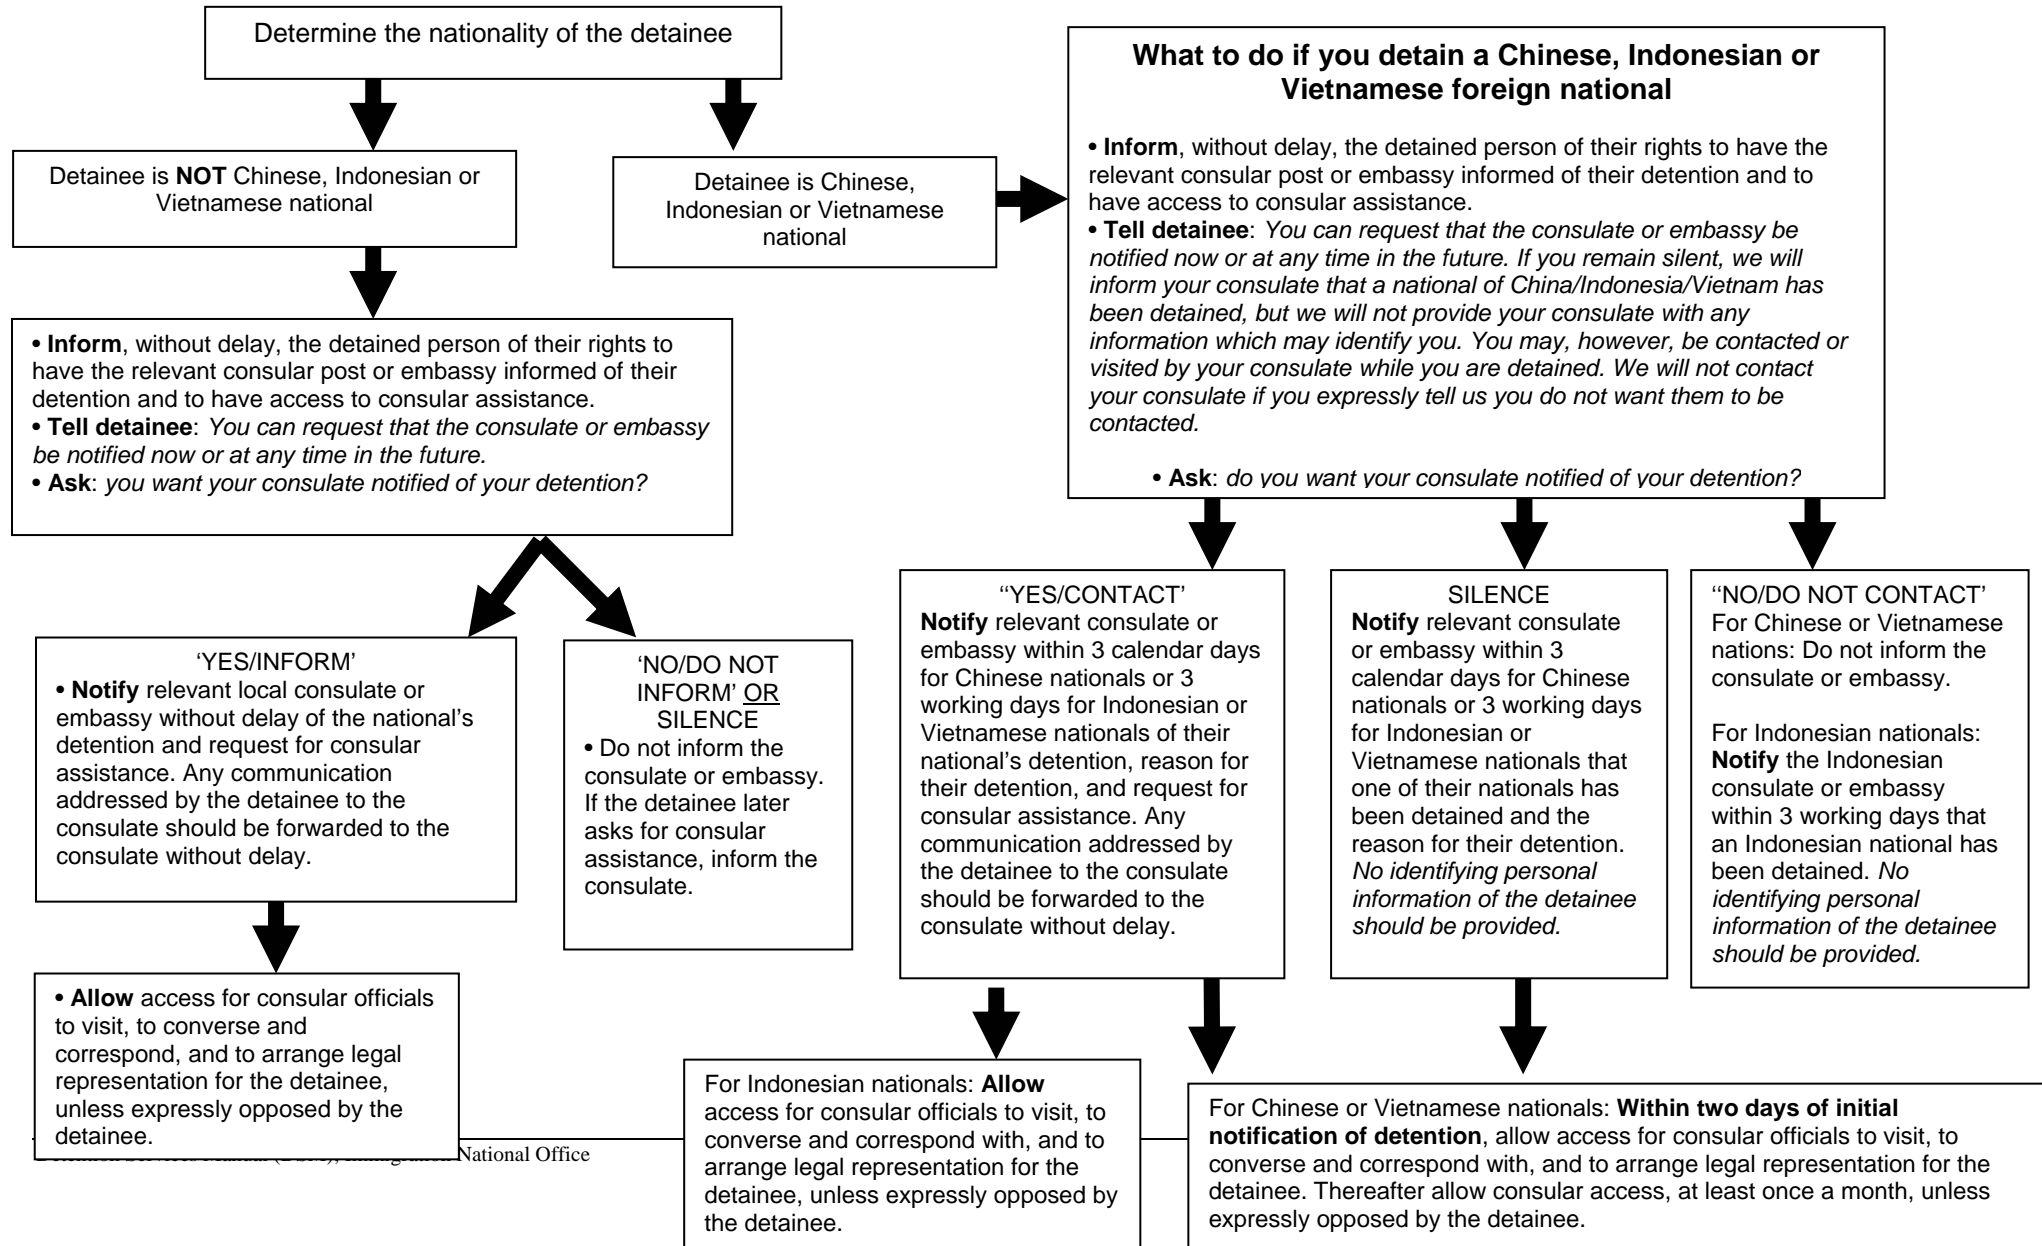 Determine the nationality of the detainee
Detainee is NOT Chinese, Indonesian or
Vietnamese national
Detainee is Chinese,
Indonesian or Vietnamese
national
What to do if you detain a Chinese, Indonesian or
Vietnamese foreign national
• Inform, without delay, the detained person of their rights to have the
relevant consular post or embassy informed of their detention and to
have access to consular assistance.
• Tell detainee: You can request that the consulate or embassy be
notified now or at any time in the future. If you remain silent, we will
inform your consulate that a national of China/Indonesia/Vietnam has
been detained, but we will not provide your consulate with any
information which may identify you. You may, however, be contacted or
visited by your consulate while you are detained. We will not contact
your consulate if you expressly tell us you do not want them to be
contacted.
• Ask: do you want your consulate notified of your detention?
• Inform, without delay, the detained person of their rights to
have the relevant consular post or embassy informed of their
detention and to have access to consular assistance.
• Tell detainee: You can request that the consulate or embassy
be notified now or at any time in the future.
• Ask: you want your consulate notified of your detention?
‘YES/INFORM’
• Notify relevant local consulate or
embassy without delay of the national’s
detention and request for consular
assistance. Any communication
addressed by the detainee to the
consulate should be forwarded to the
consulate without delay.
‘NO/DO NOT
INFORM’ OR
SILENCE
• Do not inform the
consulate or embassy.
If the detainee later
asks for consular
assistance, inform the
consulate.
‘‘YES/CONTACT’
Notify relevant consulate or
embassy within 3 calendar days
for Chinese nationals or 3
working days for Indonesian or
Vietnamese nationals of their
national’s detention, reason for
their detention, and request for
consular assistance. Any
communication addressed by
the detainee to the consulate
should be forwarded to the
consulate without delay.
SILENCE
Notify relevant consulate
or embassy within 3
calendar days for Chinese
nationals or 3 working days
for Indonesian or
Vietnamese nationals that
one of their nationals has
been detained and the
reason for their detention.
No identifying personal
information of the detainee
should be provided.
‘‘NO/DO NOT CONTACT’
For Chinese or Vietnamese
nations: Do not inform the
consulate or embassy.
For Indonesian nationals:
Notify the Indonesian
consulate or embassy
within 3 working days that
an Indonesian national has
been detained. No
identifying personal
information of the detainee
should be provided.
• Allow access for consular officials
to visit, to converse and
correspond, and to arrange legal
representation for the detainee,
unless expressly opposed by the
detainee.
For Indonesian nationals: Allow
access for consular officials to visit, to
converse and correspond with, and to
arrange legal representation for the
detainee, unless expressly opposed by
the detainee.
For Chinese or Vietnamese nationals: Within two days of initial
notification of detention, allow access for consular officials to visit, to
converse and correspond with, and to arrange legal representation for the
detainee. Thereafter allow consular access, at least once a month, unless
expressly opposed by the detainee.
National Office